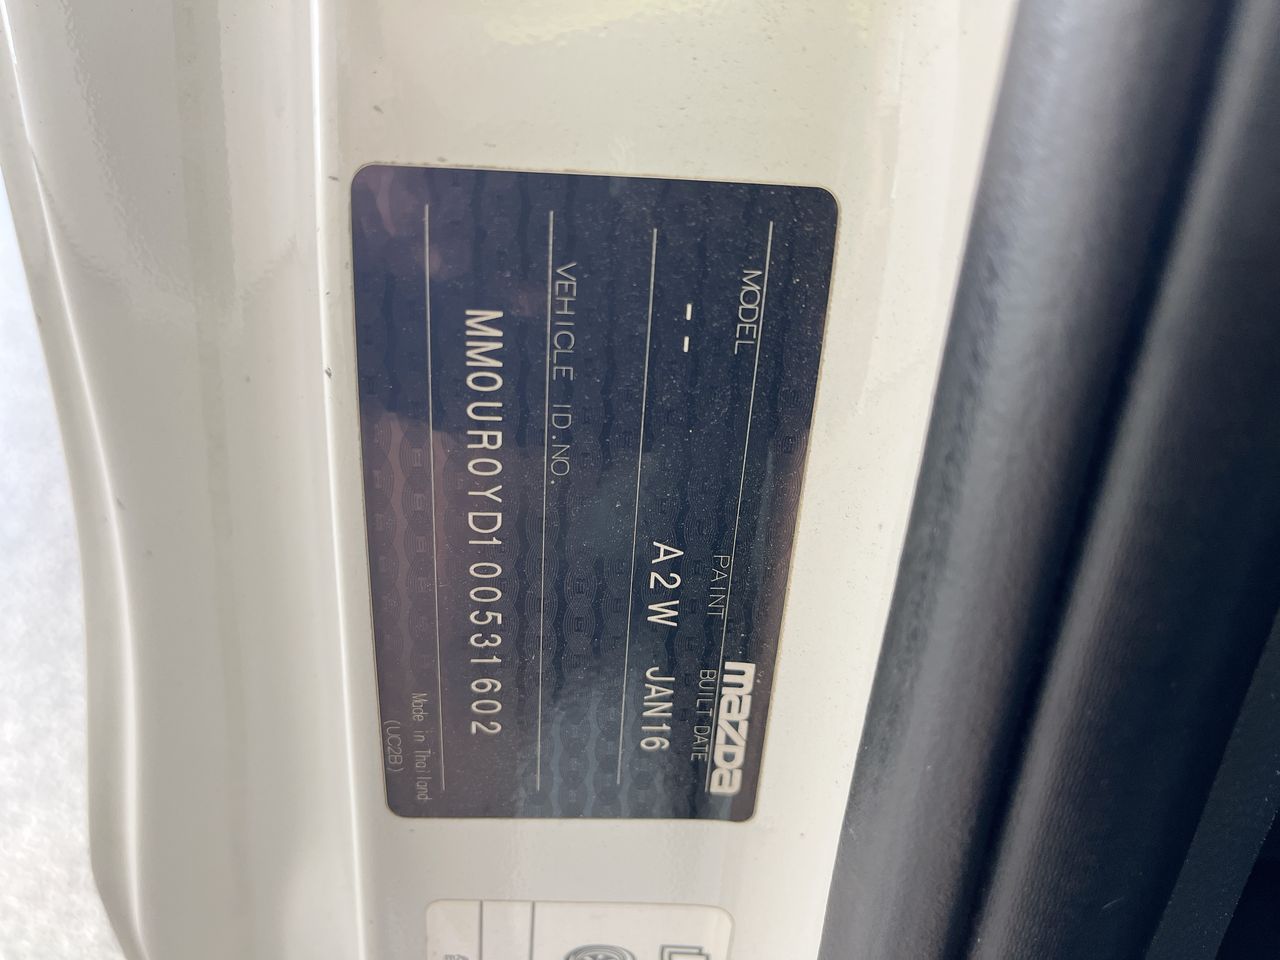 mazda
MODEL PAINT BUILT DATE
-- A2W JAN16
VEHICLE ID.NO.
MM0UR0YD100531602
Made in Thailand
(UC2B)